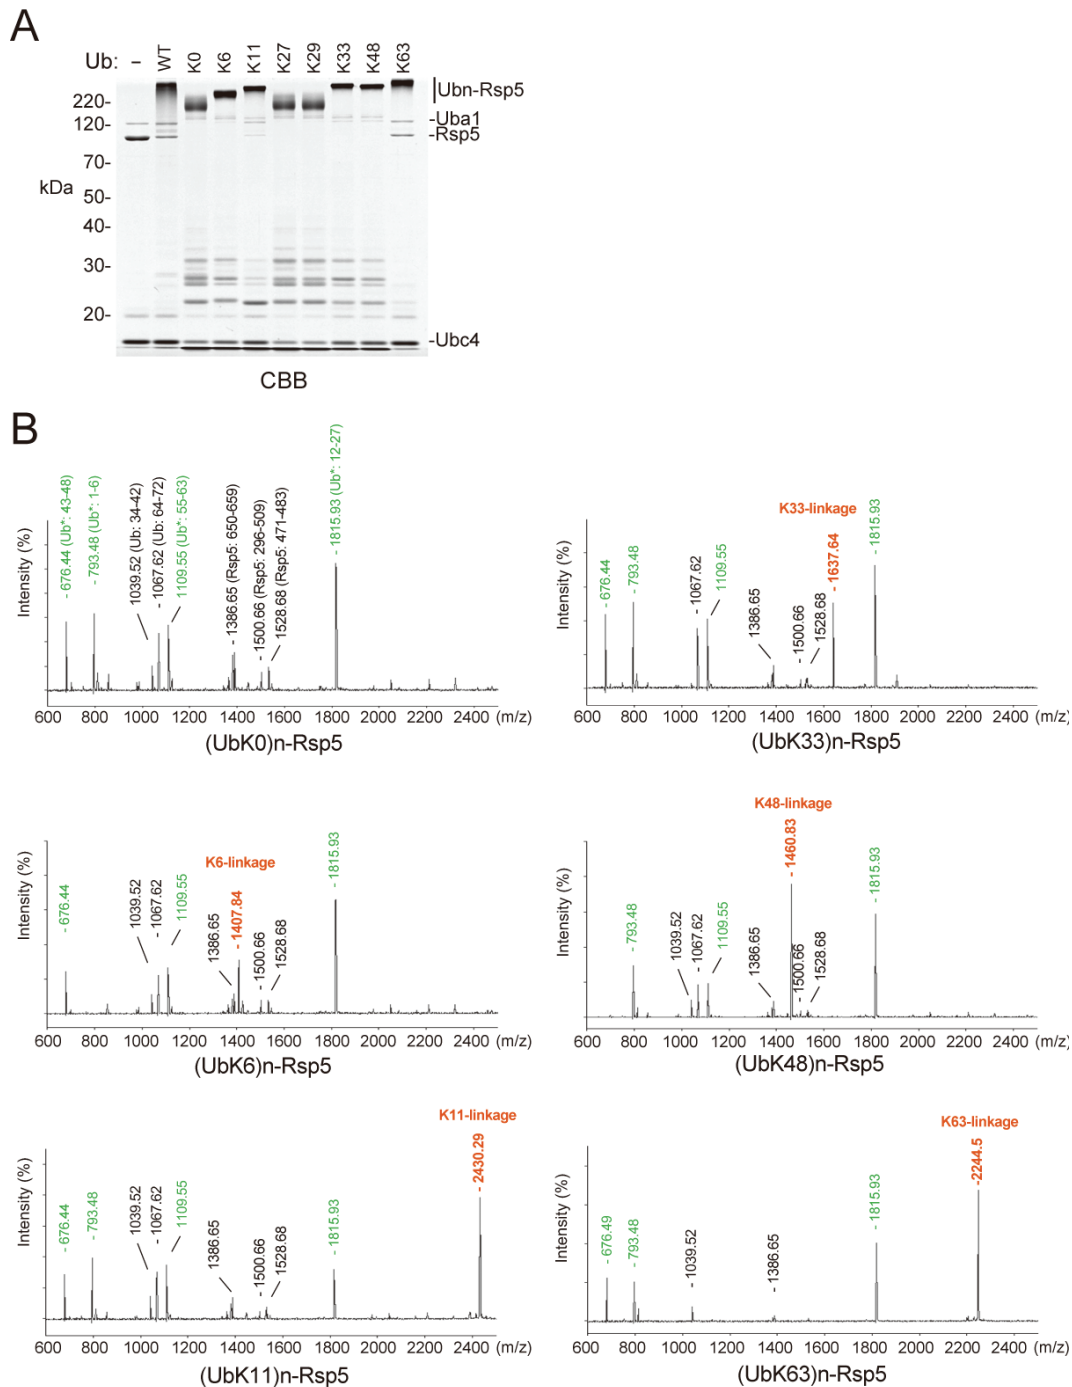 A
Ub: – WT K0 K6 K11 K27 K29 K33 K48 K63
220-
120-
70-
kDa
50-
40-
30-
20-
Ubn-Rsp5
-Uba1
-Rsp5
-Ubc4
CBB
B
Intensity (%)
676.44 (Ub*: 43-48)
793.48 (Ub*: 1-6)
1039.52 (Ub: 34-42)
1067.62 (Ub: 64-72)
1109.55 (Ub*: 55-63)
1386.65 (Rsp5: 650-659)
1500.66 (Rsp5: 296-509)
1528.68 (Rsp5: 471-483)
1815.93 (Ub*: 12-27)
600 800 1000 1200 1400 1600 1800 2000 2200 2400 (m/z)
(UbK0)n-Rsp5
Intensity (%)
K33-linkage
676.44
793.48
1067.62
1109.55
1386.65
1500.66
1528.68
1637.64
1815.93
600 800 1000 1200 1400 1600 1800 2000 2200 2400 (m/z)
(UbK33)n-Rsp5
Intensity (%)
K6-linkage
676.44
1039.52
1067.62
1109.55
1386.65
1407.84
1500.66
1528.68
1815.93
600 800 1000 1200 1400 1600 1800 2000 2200 2400 (m/z)
(UbK6)n-Rsp5
Intensity (%)
K48-linkage
793.48
1039.52
1067.62
1109.55
1386.65
1460.83
1500.66
1528.68
1815.93
600 800 1000 1200 1400 1600 1800 2000 2200 2400 (m/z)
(UbK48)n-Rsp5
Intensity (%)
K11-linkage
676.44
793.48
1039.52
1067.62
1109.55
1386.65
1500.66
1528.68
1815.93
2430.29
600 800 1000 1200 1400 1600 1800 2000 2200 2400 (m/z)
(UbK11)n-Rsp5
Intensity (%)
K63-linkage
676.49
793.48
1039.52
1386.65
1815.93
2244.5
600 800 1000 1200 1400 1600 1800 2000 2200 2400 (m/z)
(UbK63)n-Rsp5